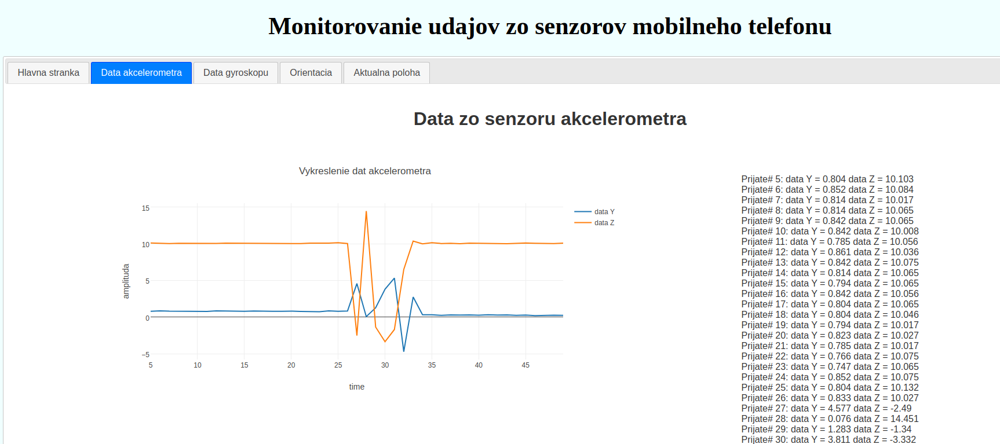 Monitorovanie udajov zo senzorov mobilneho telefonu
Hlavna stranka
Data akcelerometra
Data gyroskopu
Orientacia
Aktualna poloha
Data zo senzoru akcelerometra
Vykreslenie dat akcelerometra
15
10
5
0
−5
amplituda
5
10
15
20
25
30
35
40
45
time
data Y
data Z
Prijate# 5: data Y = 0.804 data Z = 10.103
Prijate# 6: data Y = 0.852 data Z = 10.084
Prijate# 7: data Y = 0.814 data Z = 10.017
Prijate# 8: data Y = 0.814 data Z = 10.065
Prijate# 9: data Y = 0.842 data Z = 10.065
Prijate# 10: data Y = 0.842 data Z = 10.008
Prijate# 11: data Y = 0.785 data Z = 10.056
Prijate# 12: data Y = 0.861 data Z = 10.036
Prijate# 13: data Y = 0.842 data Z = 10.075
Prijate# 14: data Y = 0.814 data Z = 10.065
Prijate# 15: data Y = 0.794 data Z = 10.065
Prijate# 16: data Y = 0.842 data Z = 10.056
Prijate# 17: data Y = 0.804 data Z = 10.065
Prijate# 18: data Y = 0.804 data Z = 10.046
Prijate# 19: data Y = 0.794 data Z = 10.017
Prijate# 20: data Y = 0.823 data Z = 10.027
Prijate# 21: data Y = 0.785 data Z = 10.017
Prijate# 22: data Y = 0.766 data Z = 10.075
Prijate# 23: data Y = 0.747 data Z = 10.065
Prijate# 24: data Y = 0.852 data Z = 10.075
Prijate# 25: data Y = 0.804 data Z = 10.132
Prijate# 26: data Y = 0.833 data Z = 10.027
Prijate# 27: data Y = 4.577 data Z = -2.49
Prijate# 28: data Y = 0.076 data Z = 14.451
Prijate# 29: data Y = 1.283 data Z = -1.34
Prijate# 30: data Y = 3.811 data Z = -3.332